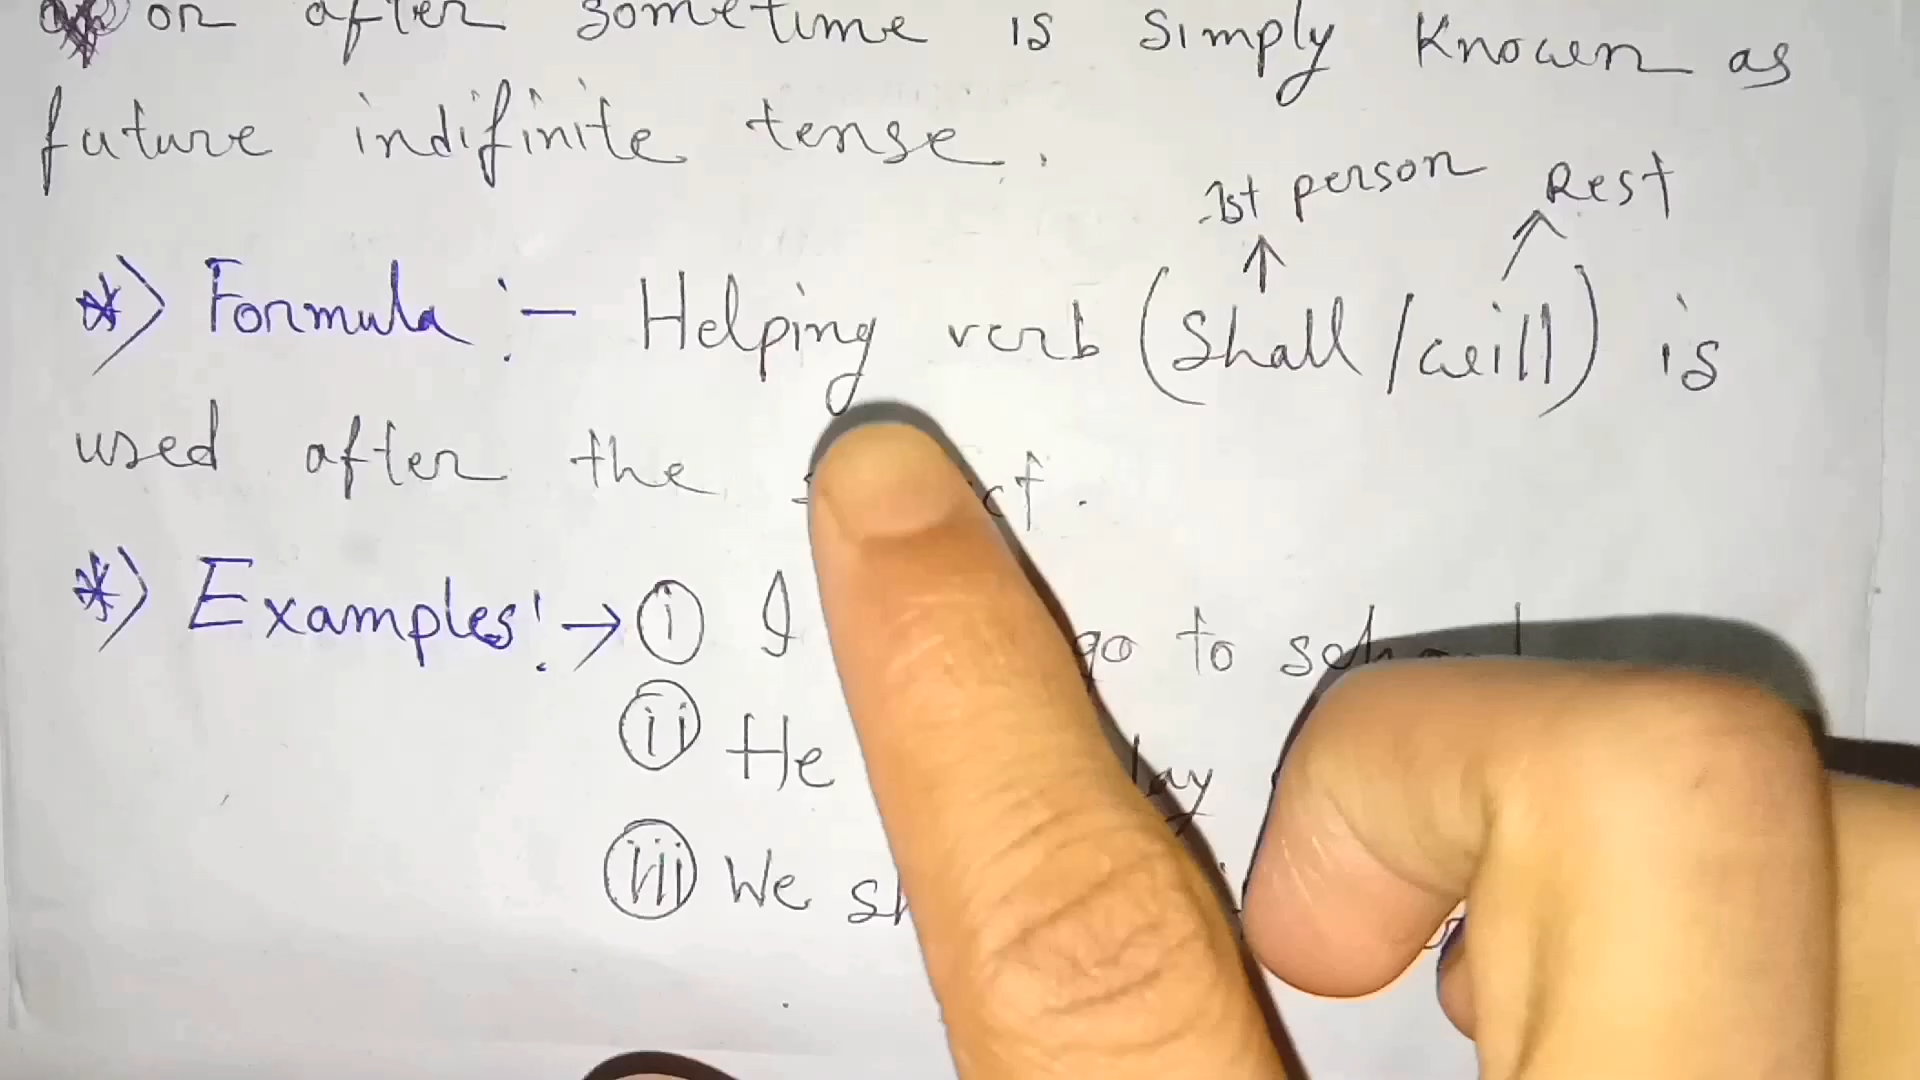 or after sometime is simply known as
future indifinite tense.
1st person Rest
*) Formula :- Helping verb (Shall/will) is
used after the
*) Examples :→ (i) I go to school
(ii) He
(iii) We